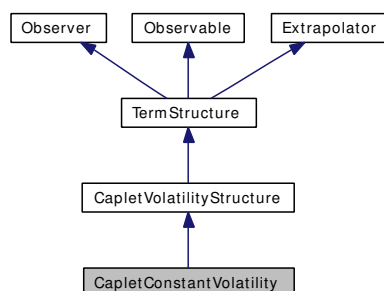 Observer Observable Extrapolator
TermStructure
CapletVolatilityStructure
CapletConstantVolatility